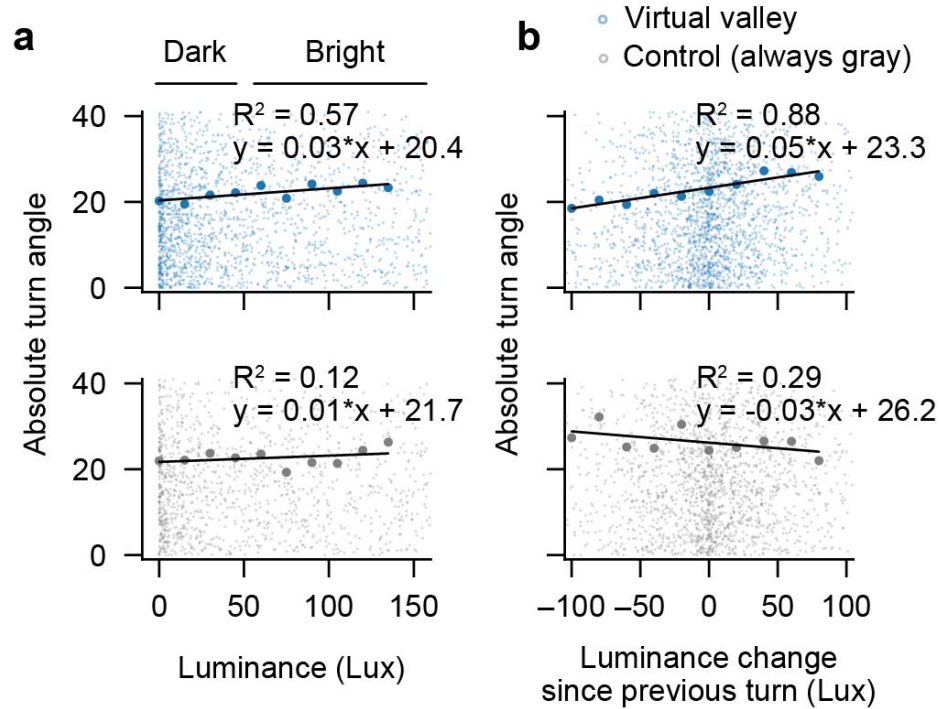 a
Dark Bright
R² = 0.57
y = 0.03*x + 20.4
40
20
0
Absolute turn angle
R² = 0.12
y = 0.01*x + 21.7
40
20
0
0 50 100 150
Luminance (Lux)
b
Virtual valley
Control (always gray)
R² = 0.88
y = 0.05*x + 23.3
Absolute turn angle
R² = 0.29
y = -0.03*x + 26.2
−100 −50 0 50 100
Luminance change
since previous turn (Lux)